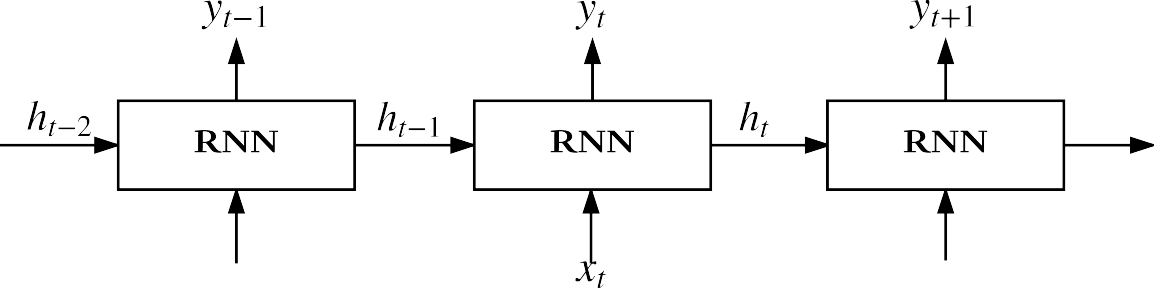 y_{t-1} y_t y_{t+1}
h_{t-2} RNN h_{t-1} RNN h_t RNN
x_t